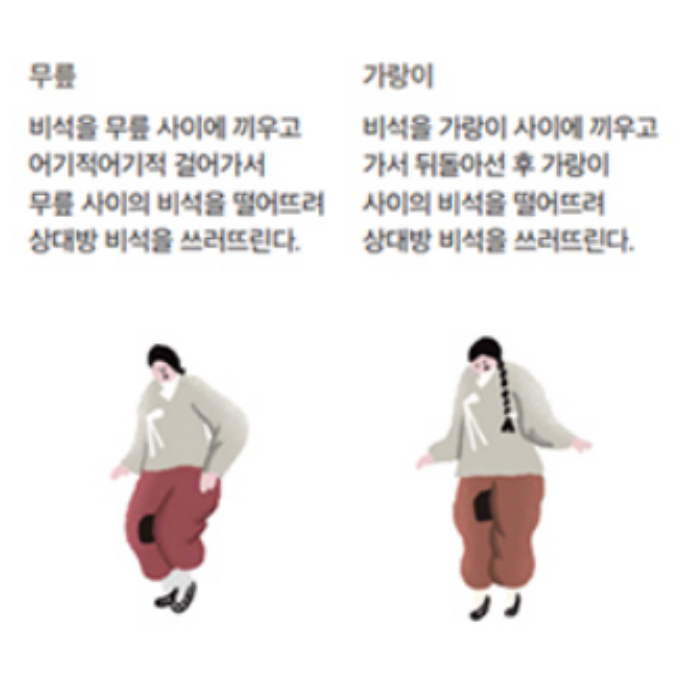 무릎
비석을 무릎 사이에 끼우고
어기적어기적 걸어가서
무릎 사이의 비석을 떨어뜨려
상대방 비석을 쓰러뜨린다.
가랑이
비석을 가랑이 사이에 끼우고
가서 뒤돌아선 후 가랑이
사이의 비석을 떨어뜨려
상대방 비석을 쓰러뜨린다.